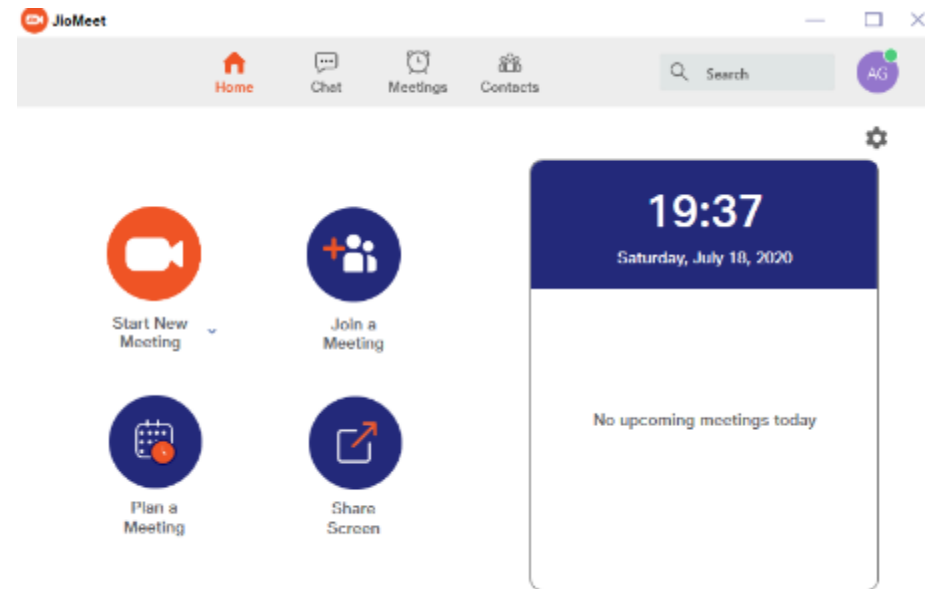 JioMeet
Home
Chat
Meetings
Contacts
Search
AG
19:37
Saturday, July 18, 2020
Start New
Meeting
Join a
Meeting
No upcoming meetings today
Plan a
Meeting
Share
Screen